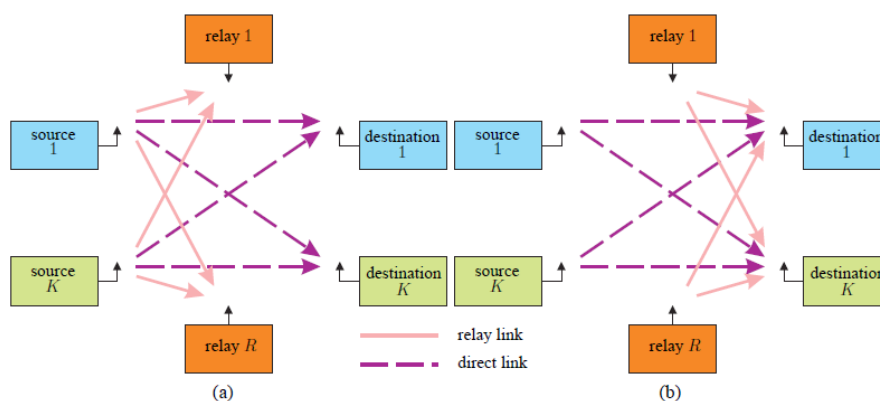 relay 1
relay 1
source
1
destination
1
source
1
destination
1
source
K
destination
K
source
K
destination
K
relay R
relay link
direct link
relay R
(a)
(b)